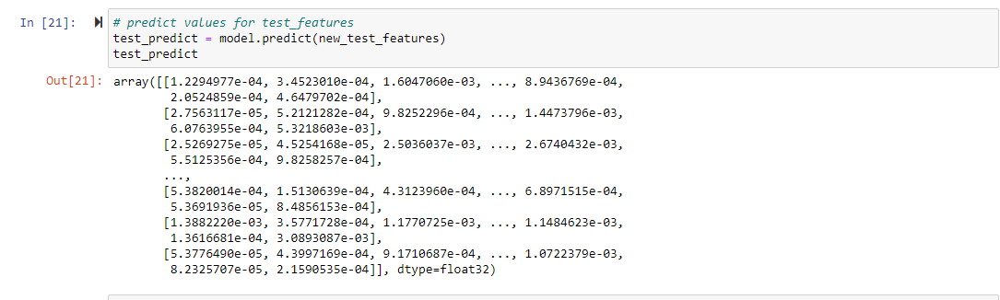 In [21]:
# predict values for test_features
test_predict = model.predict(new_test_features)
test_predict
Out[21]:
array([[1.2294977e-04, 3.4523010e-04, 1.6047060e-03, ..., 8.9436769e-04,
2.0524859e-04, 4.6479702e-04],
[2.7563117e-05, 5.2121282e-04, 9.8252296e-04, ..., 1.4473796e-03,
6.0763955e-04, 5.3218603e-03],
[2.5269275e-05, 4.5254168e-05, 2.5036037e-03, ..., 2.6740432e-03,
5.5125356e-04, 9.8258257e-04],
...,
[5.3820014e-04, 1.5130639e-04, 4.3123960e-04, ..., 6.8971515e-04,
5.3691936e-05, 8.4856153e-04],
[1.3882220e-03, 3.5771728e-04, 1.1770725e-03, ..., 1.1484623e-03,
1.3616681e-04, 3.0893087e-03],
[5.3776490e-05, 4.3997169e-04, 9.1710687e-04, ..., 1.0722379e-03,
8.2325707e-05, 2.1590535e-04]], dtype=float32)